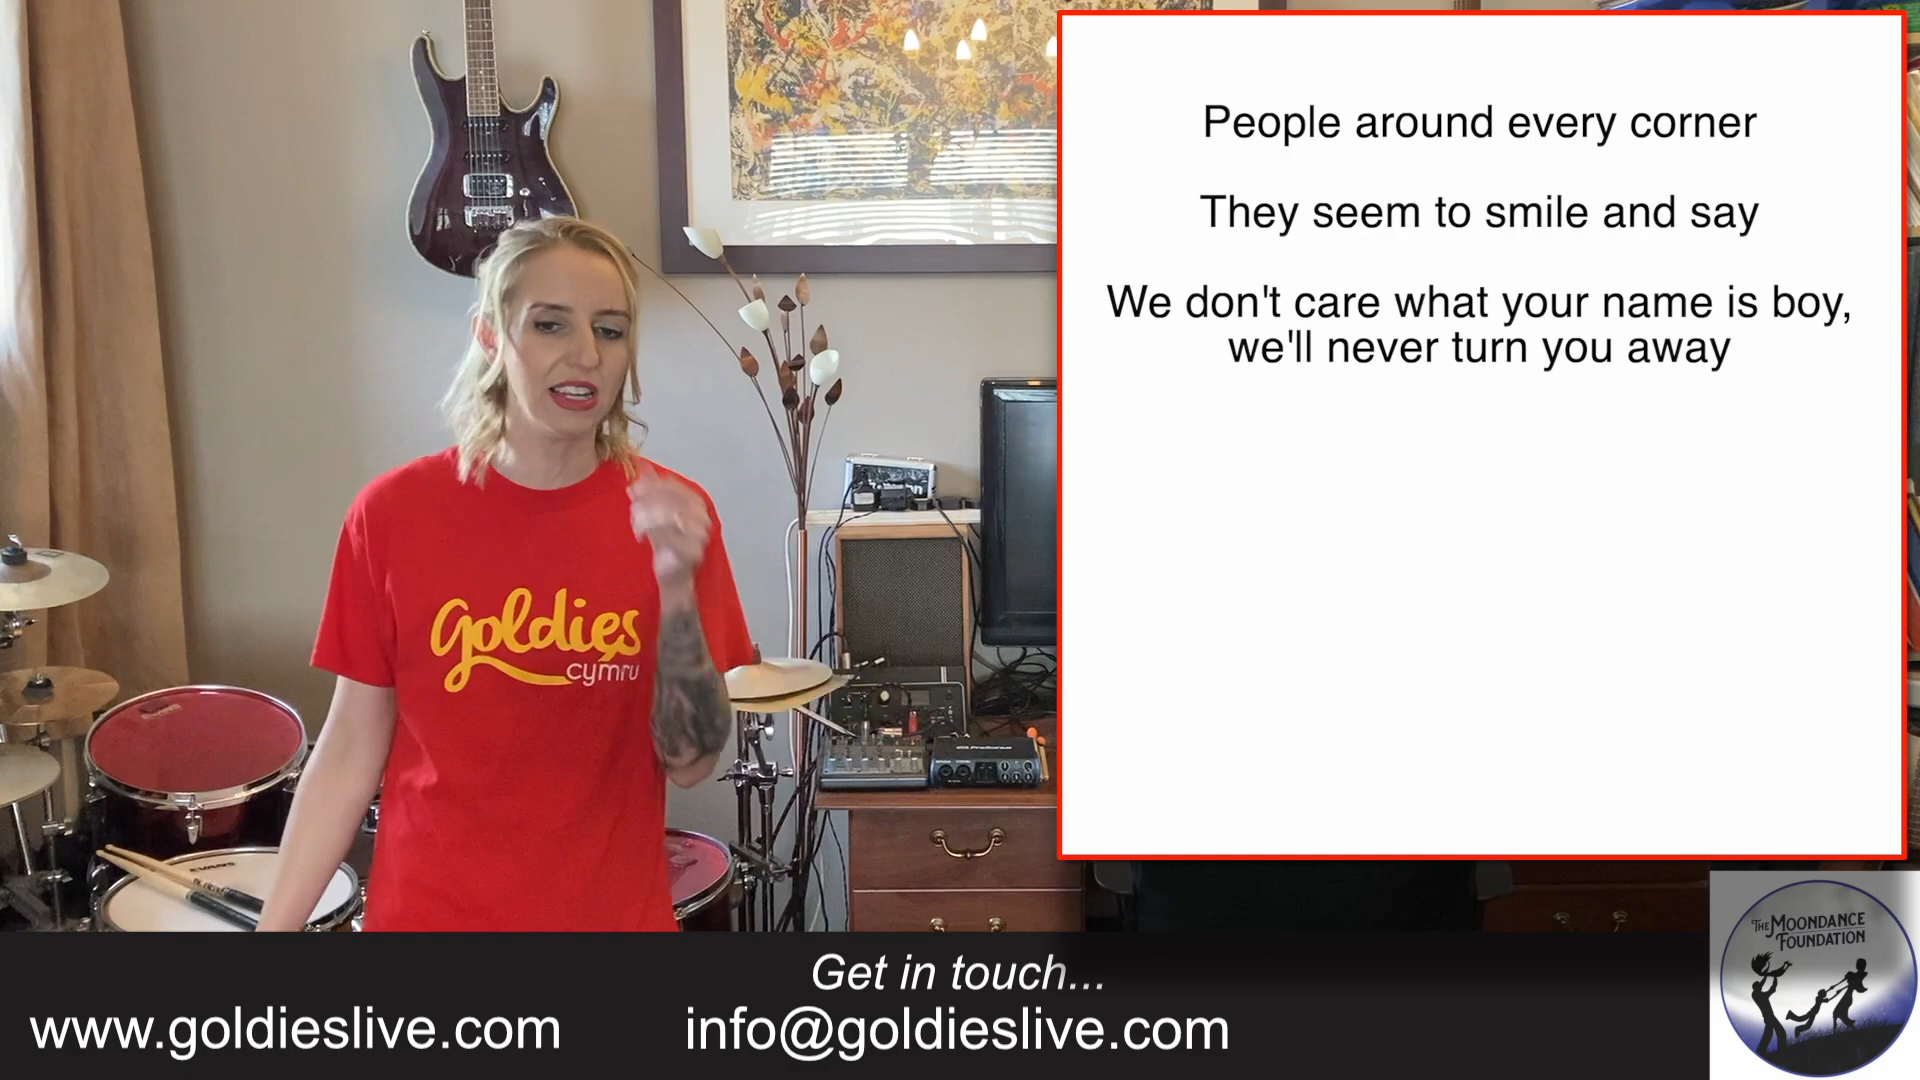 People around every corner
They seem to smile and say
We don't care what your name is boy,
we'll never turn you away
goldies
cymru
EVANS
PreSonus
THE MOONDANCE
FOUNDATION
Get in touch...
www.goldieslive.com
info@goldieslive.com